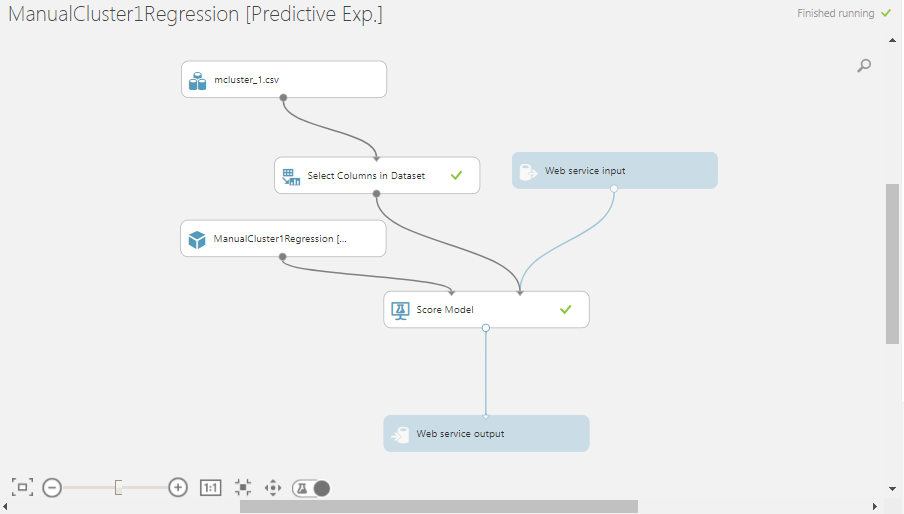 ManualCluster1Regression [Predictive Exp.]
Finished running
mcluster_1.csv
Select Columns in Dataset
Web service input
ManualCluster1Regression [...
Score Model
Web service output
1:1